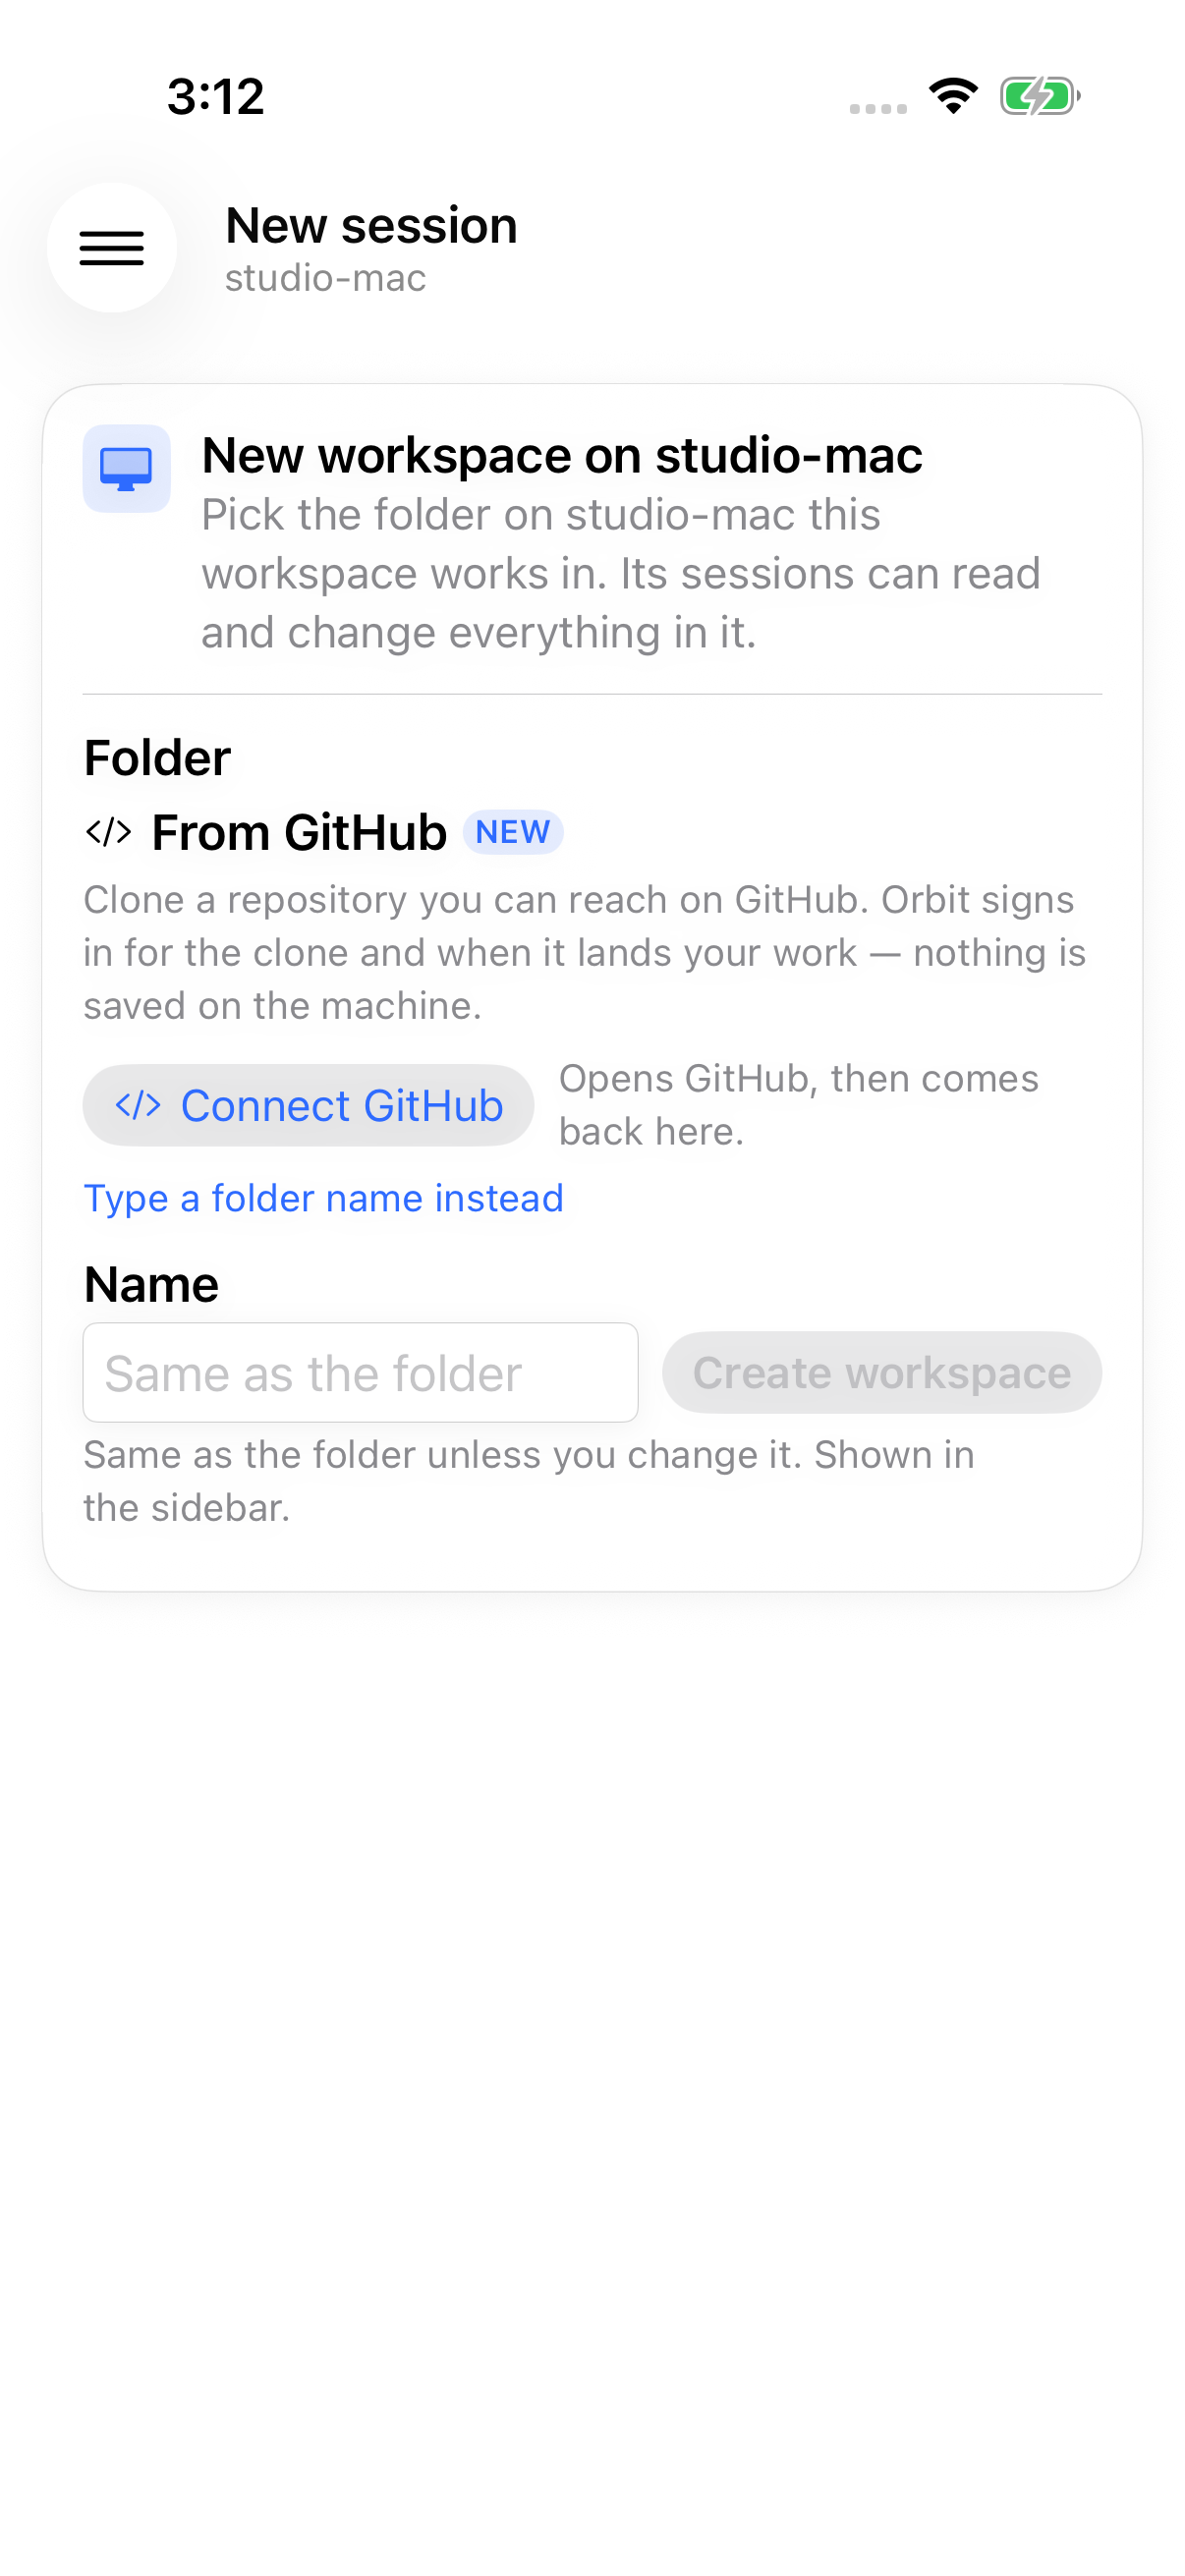 3:12
New session
studio-mac
New workspace on studio-mac
Pick the folder on studio-mac this
workspace works in. Its sessions can read
and change everything in it.
Folder
</> From GitHub NEW
Clone a repository you can reach on GitHub. Orbit signs
in for the clone and when it lands your work — nothing is
saved on the machine.
</> Connect GitHub
Opens GitHub, then comes
back here.
Type a folder name instead
Name
Same as the folder
Create workspace
Same as the folder unless you change it. Shown in
the sidebar.